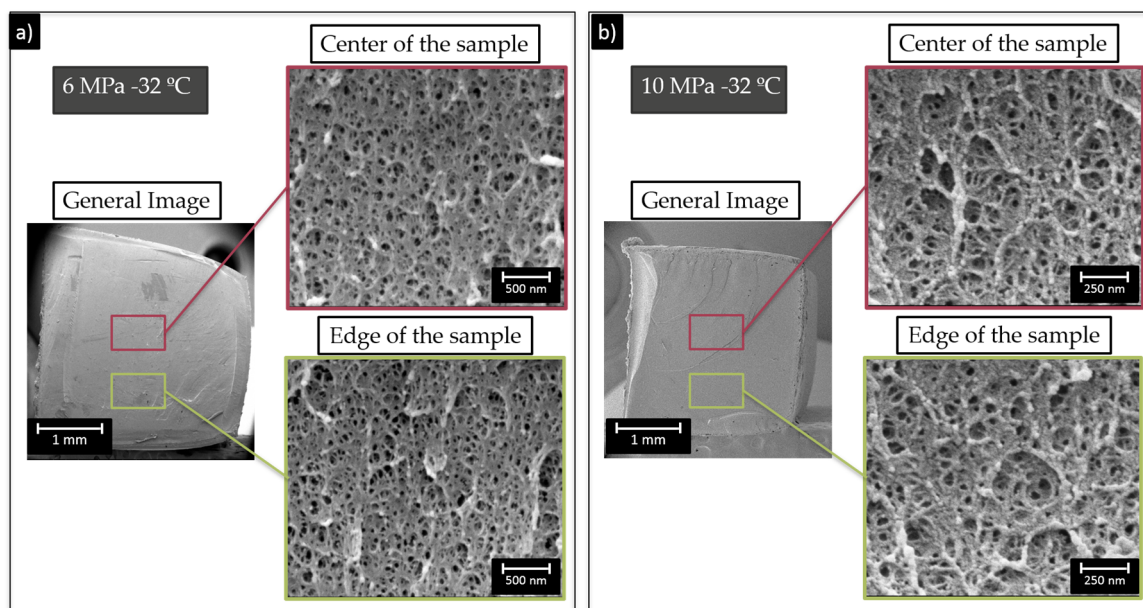 a)
6 MPa -32 ºC
Center of the sample
500 nm
General Image
1 mm
Edge of the sample
500 nm
b)
10 MPa -32 ºC
Center of the sample
250 nm
General Image
1 mm
Edge of the sample
250 nm